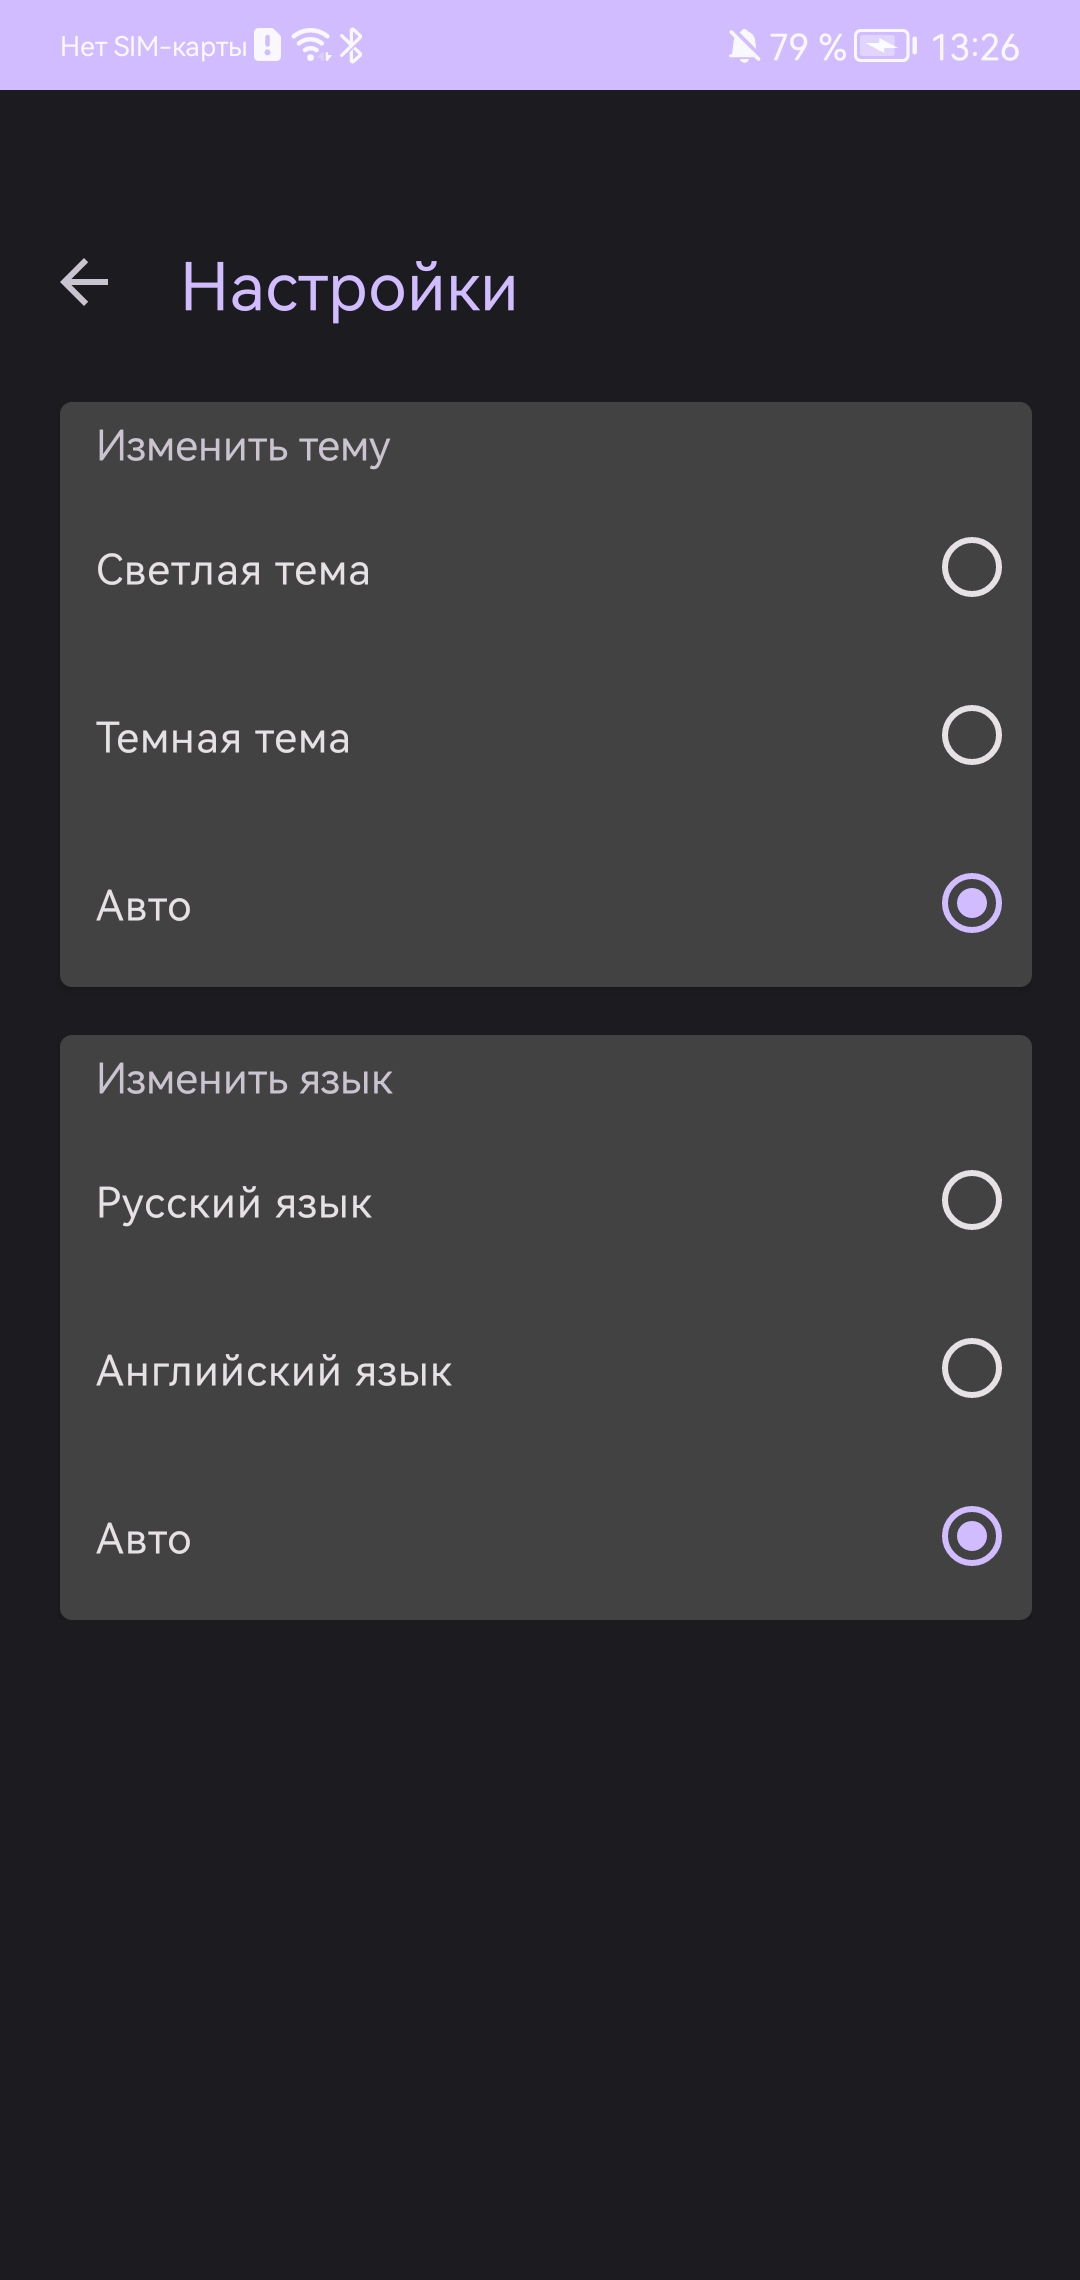 Нет SIM-карты 79 % 13:26
Настройки
Изменить тему
Светлая тема
Темная тема
Авто
Изменить язык
Русский язык
Английский язык
Авто